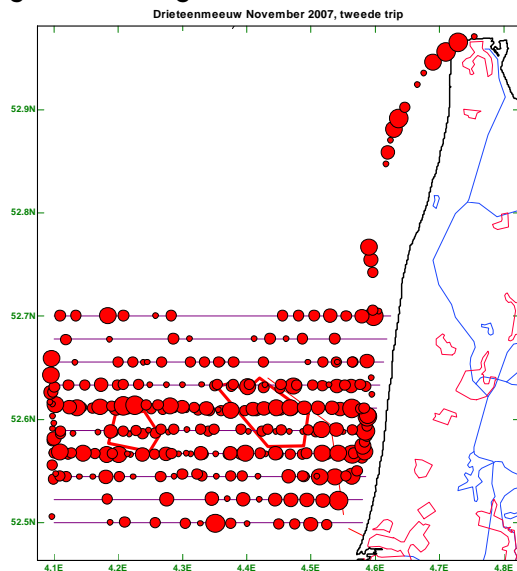 Drieteenmeeuw November 2007, tweede trip
52.9N
52.8N
52.7N
52.6N
52.5N
4.1E 4.2E 4.3E 4.4E 4.5E 4.6E 4.7E 4.8E